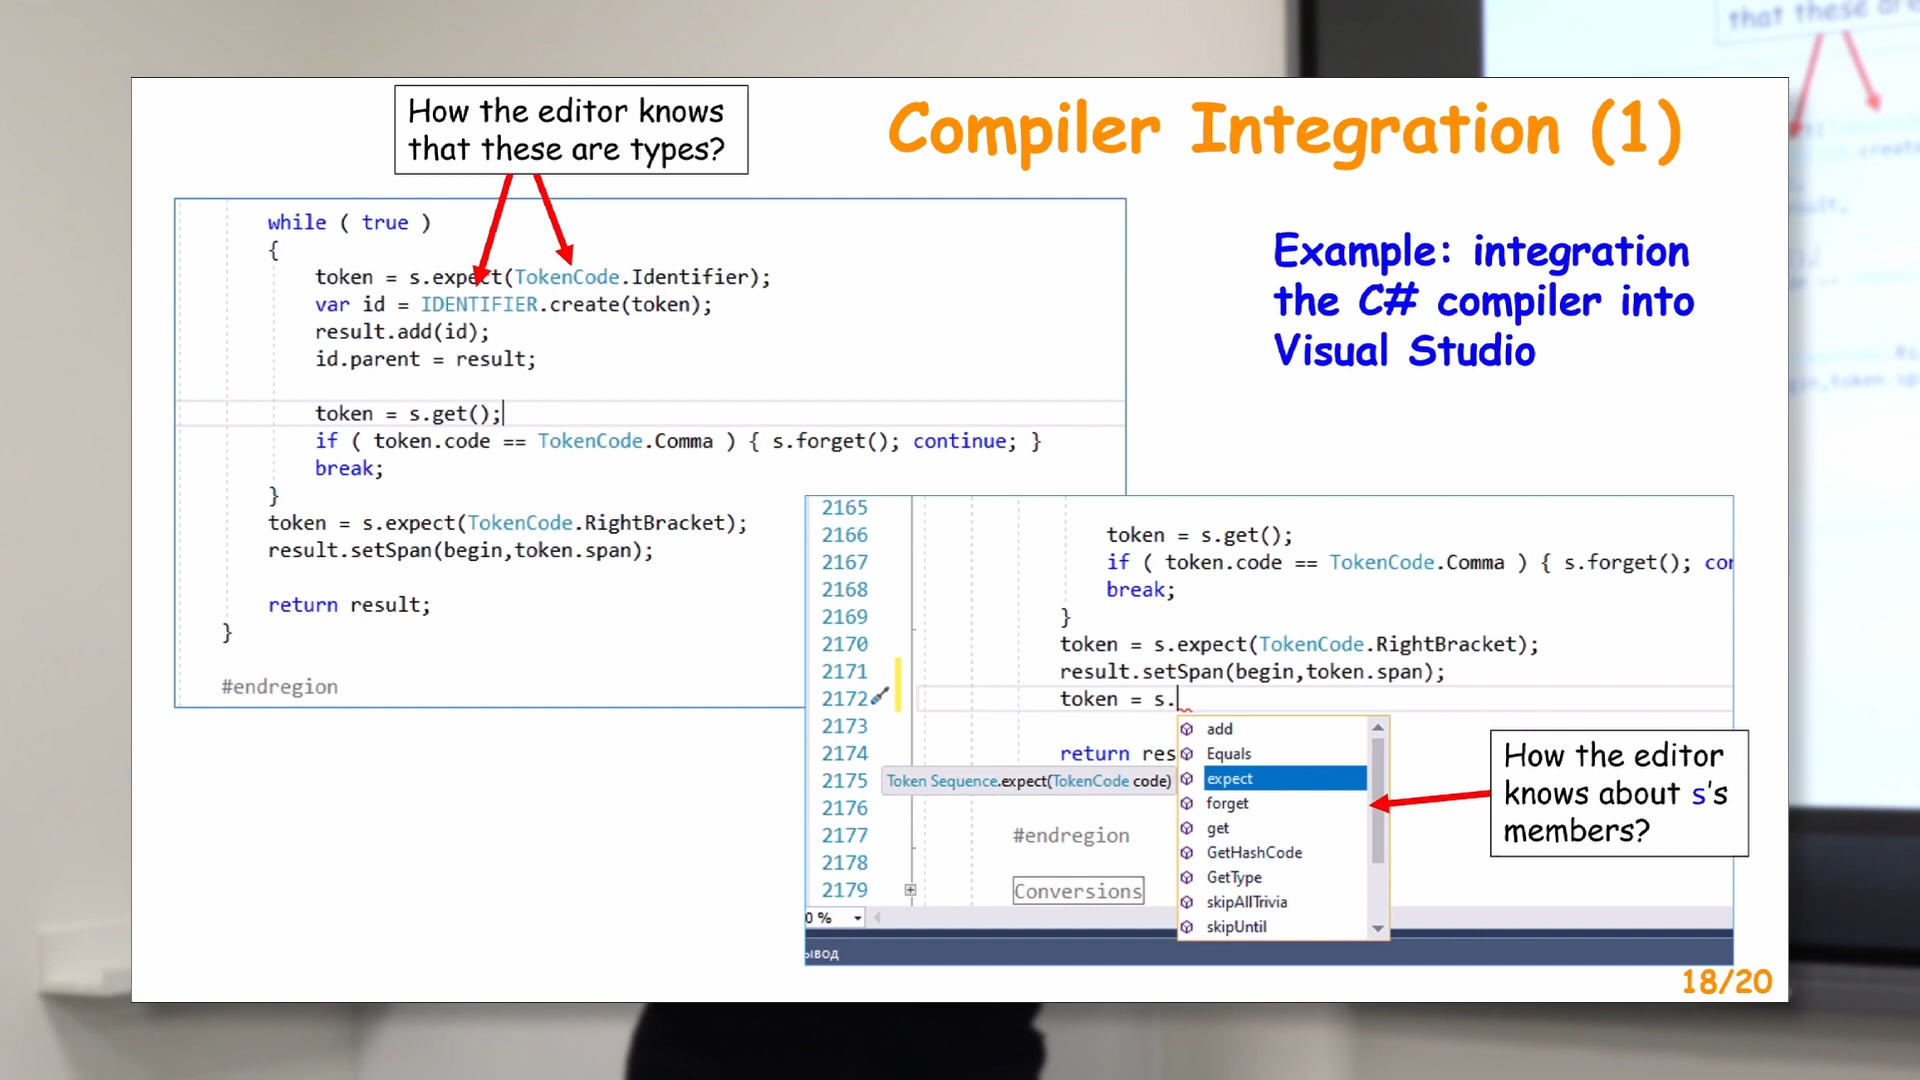 How the editor knows
that these are types?
Compiler Integration (1)
Example: integration
the C# compiler into
Visual Studio
while ( true )
{
token = s.expect(TokenCode.Identifier);
var id = IDENTIFIER.create(token);
result.add(id);
id.parent = result;
token = s.get();
if ( token.code == TokenCode.Comma ) { s.forget(); continue; }
break;
}
token = s.expect(TokenCode.RightBracket);
result.setSpan(begin,token.span);
return result;
}
#endregion
2165
2166 token = s.get();
2167 if ( token.code == TokenCode.Comma ) { s.forget(); con
2168 break;
2169 }
2170 token = s.expect(TokenCode.RightBracket);
2171 result.setSpan(begin,token.span);
2172 token = s.
2173
2174 return res
2175
2176
2177 #endregion
2178
2179 Conversions
Token Sequence.expect(TokenCode code)
add
Equals
expect
forget
get
GetHashCode
GetType
skipAllTrivia
skipUntil
How the editor
knows about s's
members?
0 %
ывод
18/20
that these are